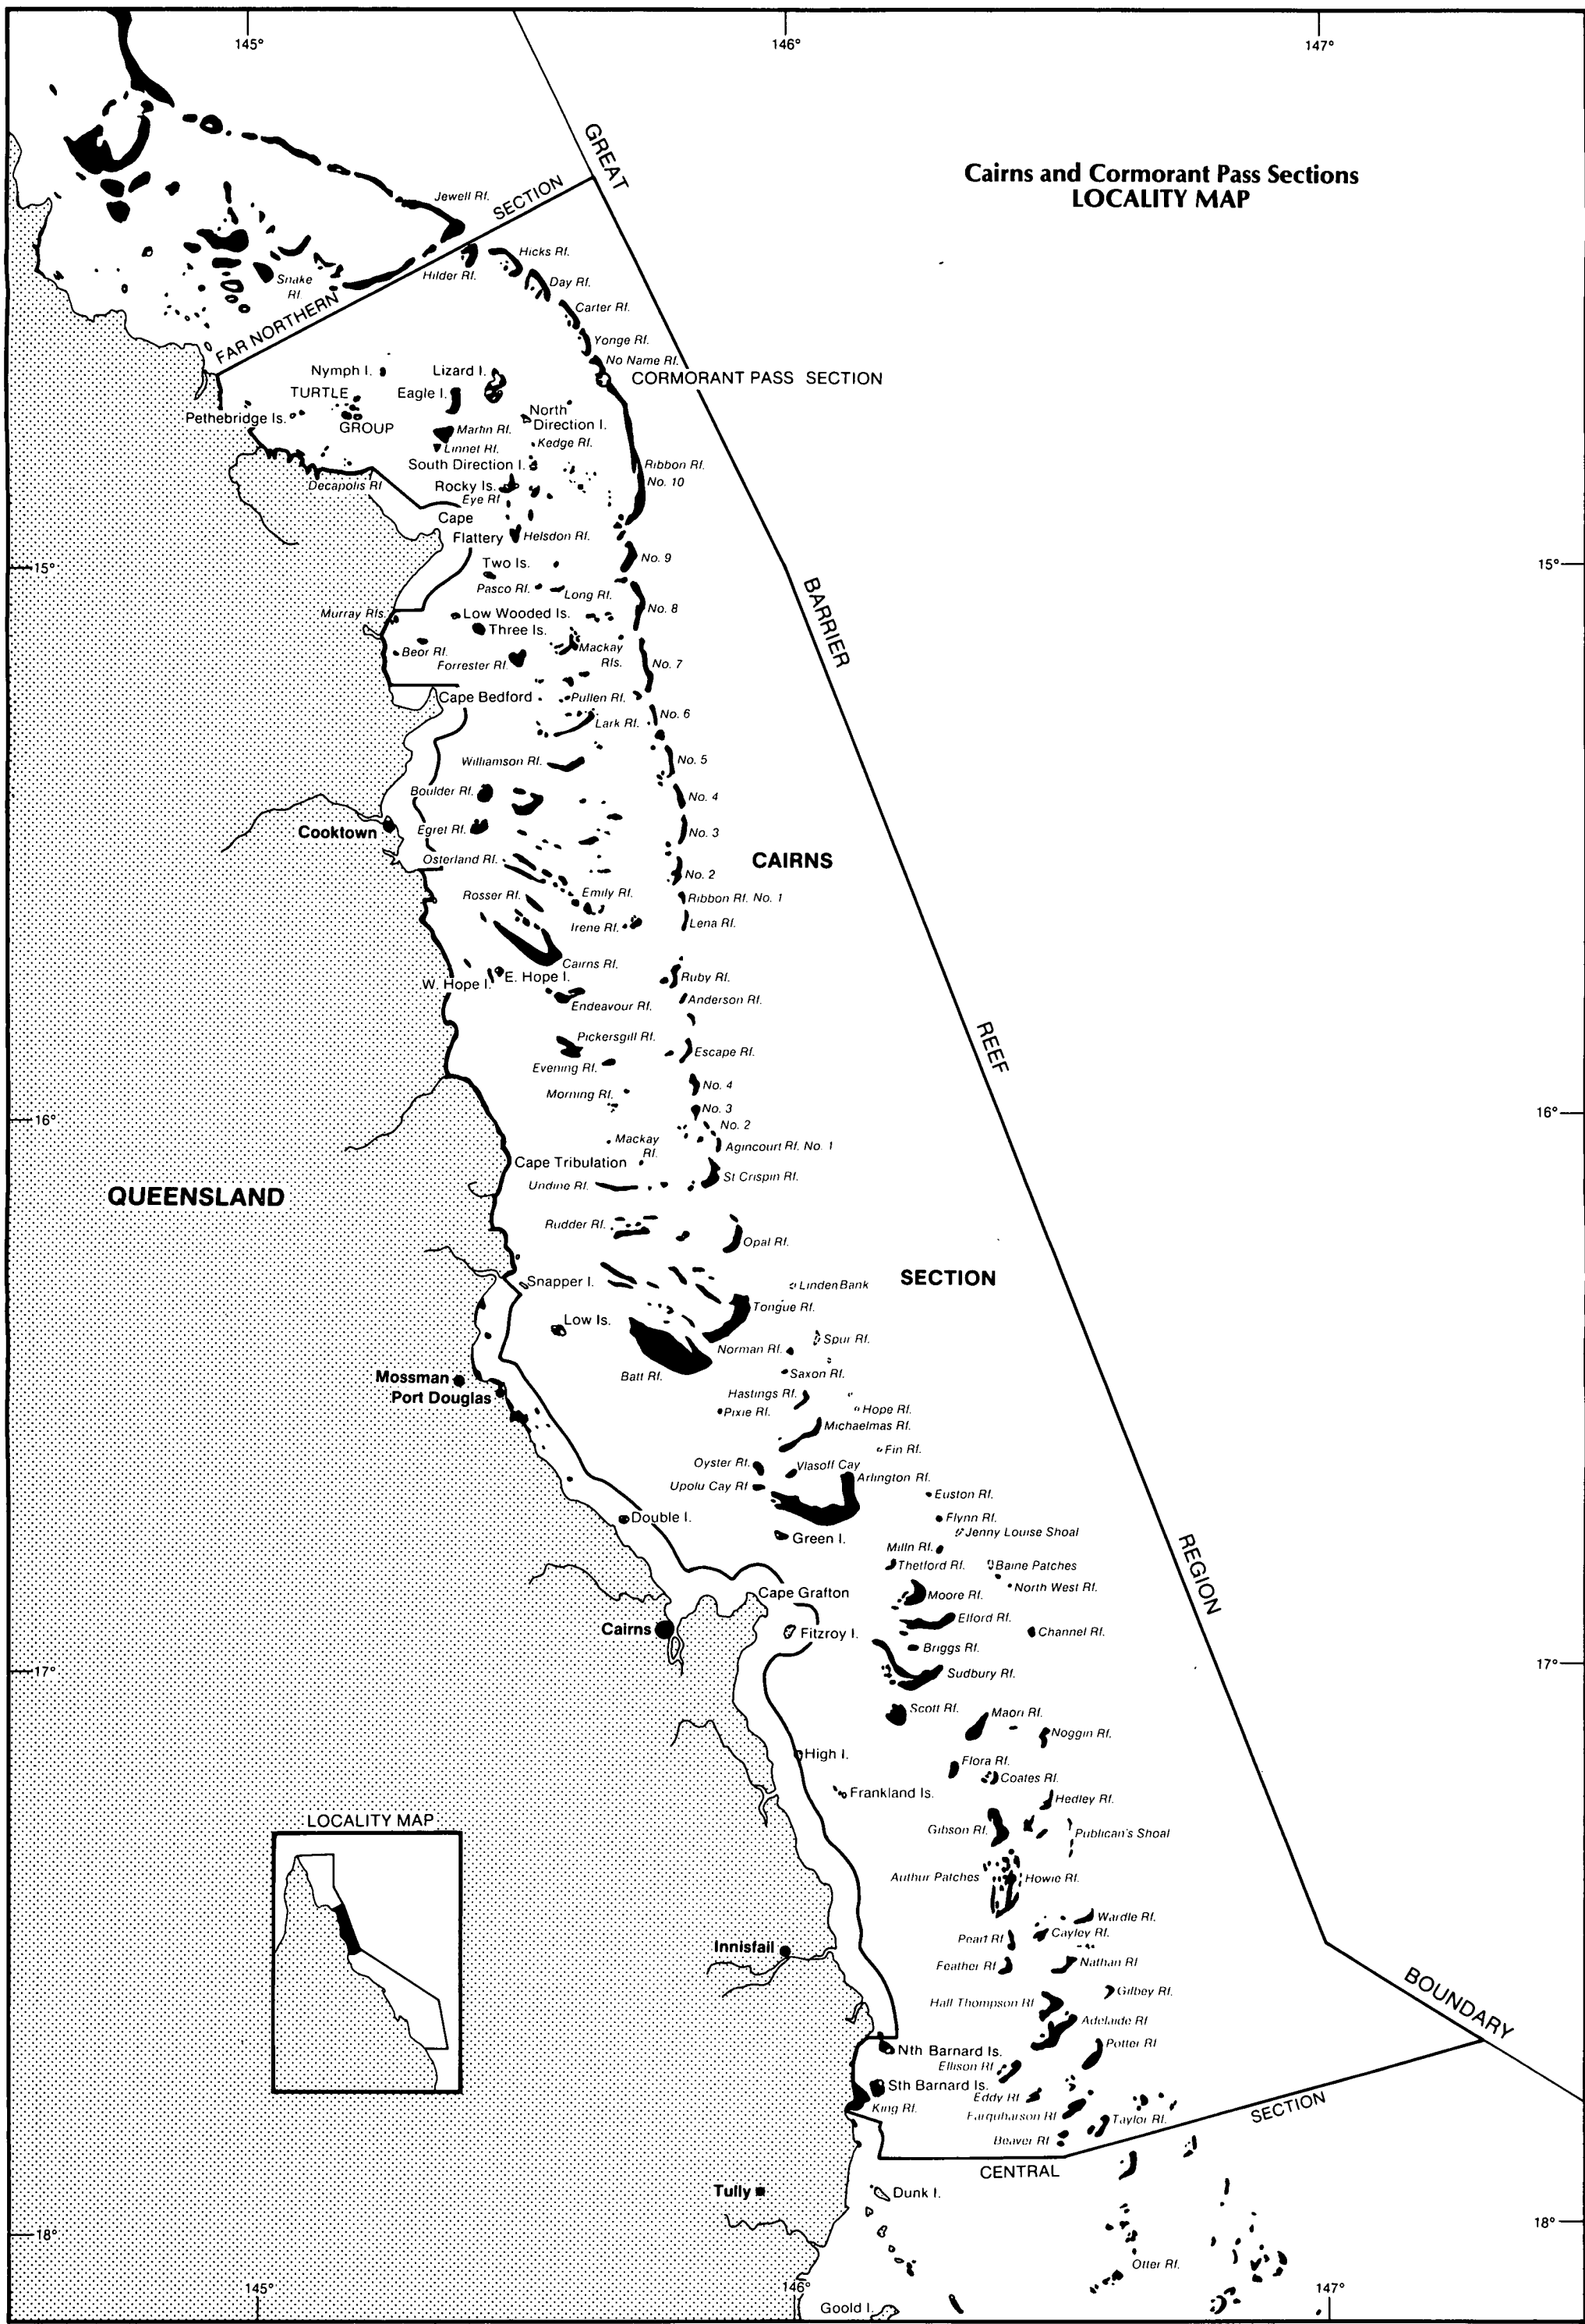 145°
146°
147°
Cairns and Cormorant Pass Sections
LOCALITY MAP
GREAT
BARRIER
REEF
REGION
BOUNDARY
FAR NORTHERN
SECTION
Jewell Rf.
Snake
Rf.
Hilder Rf.
Hicks Rf.
Day Rf.
Carter Rf.
Yonge Rf.
No Name Rf.
CORMORANT PASS SECTION
Nymph I.
Lizard I.
TURTLE
GROUP
Eagle I.
Pethebridge Is.
North
Direction I.
Martin Rf.
Linnet Rf.
Kedge Rf.
South Direction I.
Ribbon Rf.
No. 10
Decapolis Rf
Rocky Is.
Eye Rf
Cape
Flattery
Helsdon Rf.
15°
15°
Two Is.
No. 9
Pasco Rf.
Long Rf.
Murray Rfs.
Low Wooded Is.
No. 8
Three Is.
Beor Rf.
Forrester Rf.
Mackay
Rfs.
No. 7
Cape Bedford
Pullen Rf.
No. 6
Lark Rf.
Williamson Rf.
No. 5
Boulder Rf.
No. 4
Cooktown
Egret Rf.
No. 3
CAIRNS
Osterland Rf.
No. 2
Rosser Rf.
Emily Rf.
Ribbon Rf. No. 1
Irene Rf.
Lena Rf.
Cairns Rf.
W. Hope I.
E. Hope I.
Ruby Rf.
Endeavour Rf.
Anderson Rf.
Pickersgill Rf.
Escape Rf.
Evening Rf.
Morning Rf.
No. 4
No. 3
16°
16°
No. 2
Mackay
Rf.
Agincourt Rf. No. 1
Cape Tribulation
Undine Rf.
St Crispin Rf.
QUEENSLAND
Rudder Rf.
Opal Rf.
SECTION
Snapper I.
Linden Bank
Tongue Rf.
Low Is.
Spur Rf.
Norman Rf.
Batt Rf.
Saxon Rf.
Mossman
Port Douglas
Hastings Rf.
Pixie Rf.
Hope Rf.
Michaelmas Rf.
Fin Rf.
Oyster Rf.
Vlasoff Cay
Upolu Cay Rf
Arlington Rf.
Euston Rf.
Double I.
Flynn Rf.
Green I.
Jenny Louise Shoal
Milln Rf.
Thetford Rf.
Baine Patches
Cape Grafton
Moore Rf.
North West Rf.
Cairns
Fitzroy I.
Elford Rf.
Channel Rf.
Briggs Rf.
17°
17°
Sudbury Rf.
Scott Rf.
Maori Rf.
Noggin Rf.
High I.
Flora Rf.
Coates Rf.
Frankland Is.
Hedley Rf.
LOCALITY MAP
Gibson Rf.
Publican's Shoal
Authur Patches
Howie Rf.
Wardle Rf.
Pearl Rf
Cayley Rf.
Innisfail
Feather Rf
Nathan Rf
Hall Thompson Rf
Gilbey Rf.
Adelaide Rf
Nth Barnard Is.
Potter Rf
Ellison Rf
Sth Barnard Is.
Eddy Rf
King Rf.
Farquharson Rf
Taylor Rf.
Beaver Rf
CENTRAL
SECTION
Tully
Dunk I.
18°
18°
Otter Rf.
145°
146°
147°
Goold I.